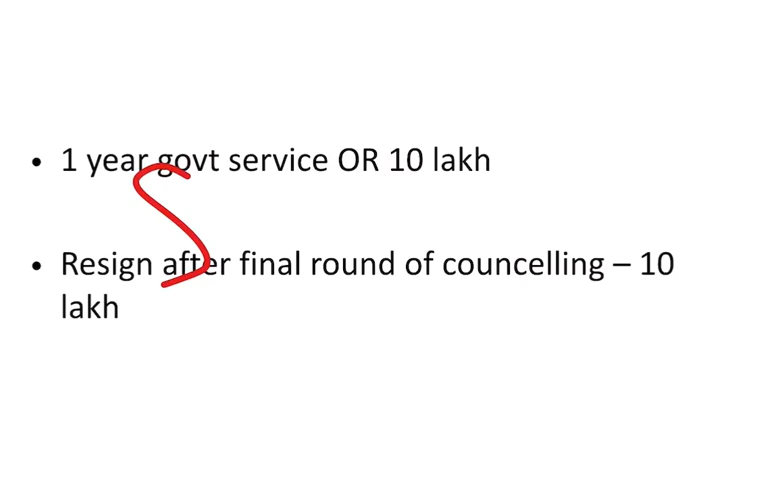 • 1 year govt service OR 10 lakh
• Resign after final round of councelling – 10
lakh